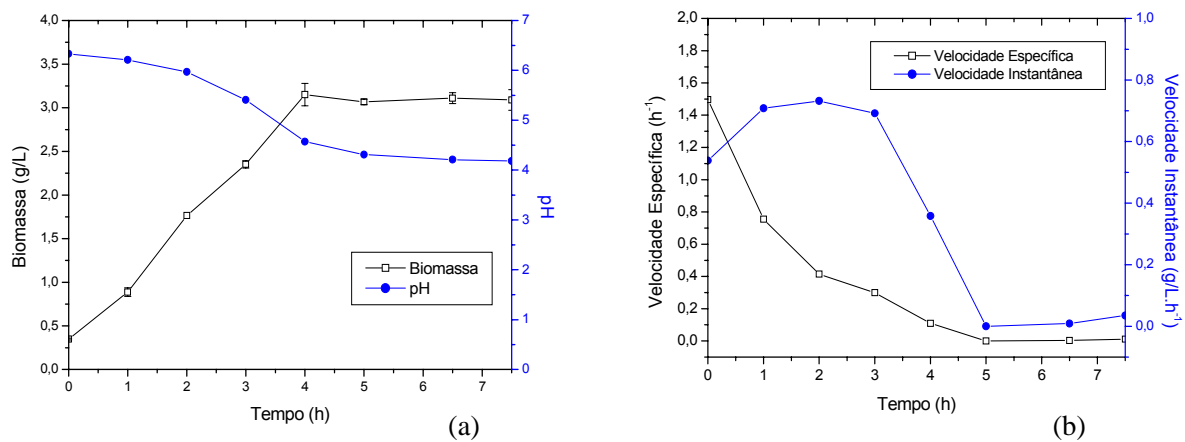 4,0
3,5
3,0
2,5
2,0
1,5
1,0
0,5
0,0
Biomassa (g/L)
7
6
5
4
3
2
1
0
pH
Biomassa
pH
0 1 2 3 4 5 6 7
Tempo (h)
(a)
2,0
1,8
1,6
1,4
1,2
1,0
0,8
0,6
0,4
0,2
0,0
Velocidade Específica (h-1)
1,0
0,8
0,6
0,4
0,2
0,0
Velocidade Instantânea (g/L.h-1)
Velocidade Específica
Velocidade Instantânea
0 1 2 3 4 5 6 7
Tempo (h)
(b)